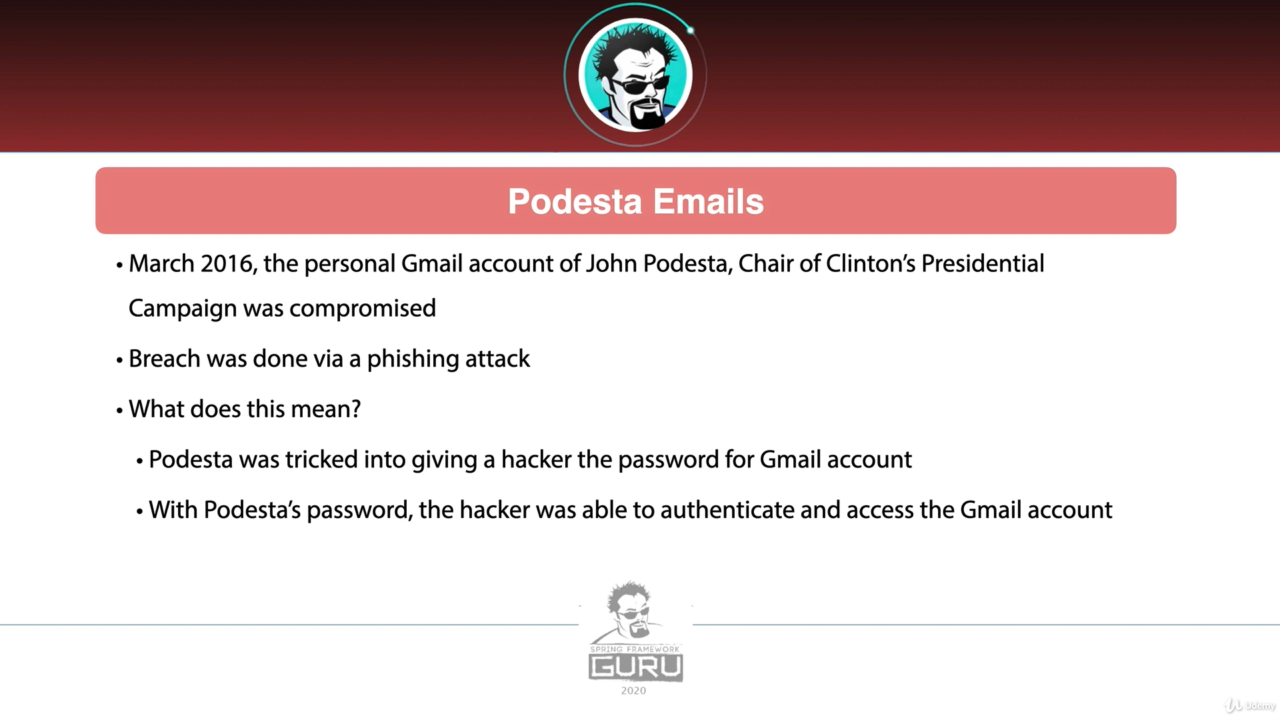 Podesta Emails
• March 2016, the personal Gmail account of John Podesta, Chair of Clinton’s Presidential
Campaign was compromised
• Breach was done via a phishing attack
• What does this mean?
• Podesta was tricked into giving a hacker the password for Gmail account
• With Podesta’s password, the hacker was able to authenticate and access the Gmail account
SPRING FRAMEWORK
GURU
2020
Udemy